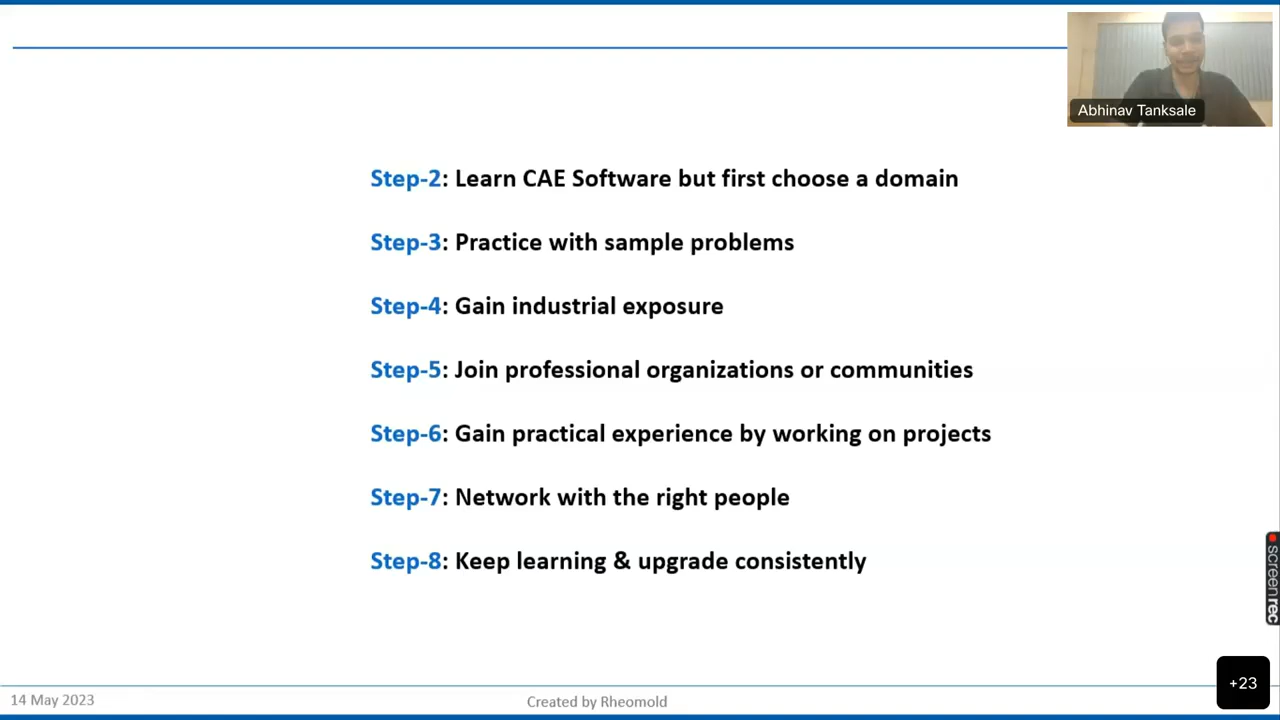 Abhinav Tanksale
Step-2: Learn CAE Software but first choose a domain
Step-3: Practice with sample problems
Step-4: Gain industrial exposure
Step-5: Join professional organizations or communities
Step-6: Gain practical experience by working on projects
Step-7: Network with the right people
Step-8: Keep learning & upgrade consistently
screenrec
+23
14 May 2023
Created by Rheomold